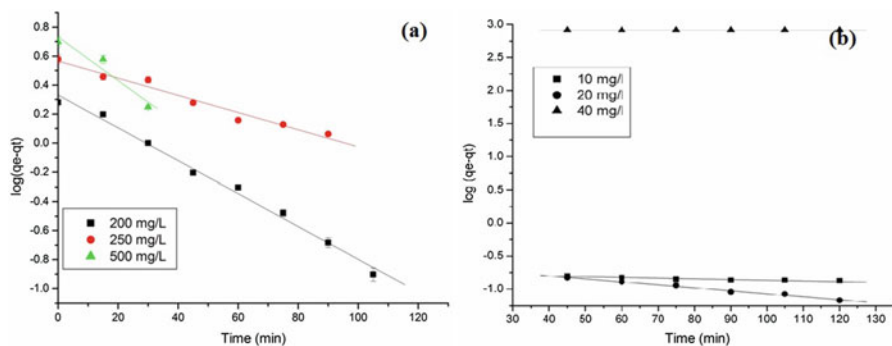 (a)
log(qe-qt)
0.8
0.6
0.4
0.2
0.0
-0.2
-0.4
-0.6
-0.8
-1.0
200 mg/L
250 mg/L
500 mg/L
0 20 40 60 80 100 120
Time (min)
(b)
log (qe-qt)
3.0
2.5
2.0
1.5
1.0
0.5
0.0
-0.5
-1.0
10 mg/l
20 mg/l
40 mg/l
30 40 50 60 70 80 90 100 110 120 130
Time (min)